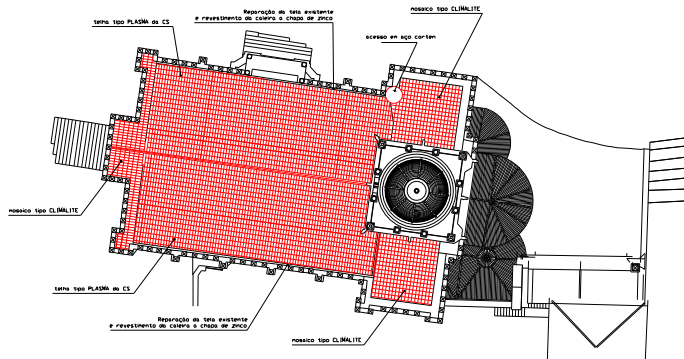 Reparação da tela existente
e revestimento da caleira a chapa de zinco
mosaico tipo CLIMALITE
telha tipo PLASMA da CS
acesso em aço corten
mosaico tipo CLIMALITE
telha tipo PLASMA da CS
Reparação da tela existente
e revestimento da caleira a chapa de zinco
mosaico tipo CLIMALITE